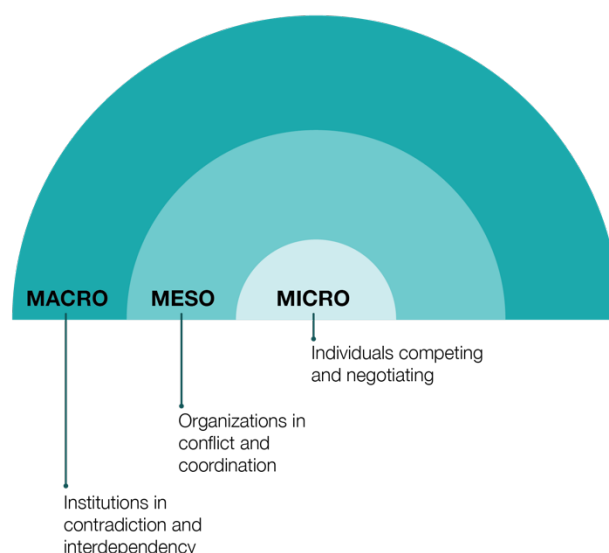 MACRO
MESO
MICRO
Individuals competing
and negotiating
Organizations in
conflict and
coordination
Institutions in
contradiction and
interdependency